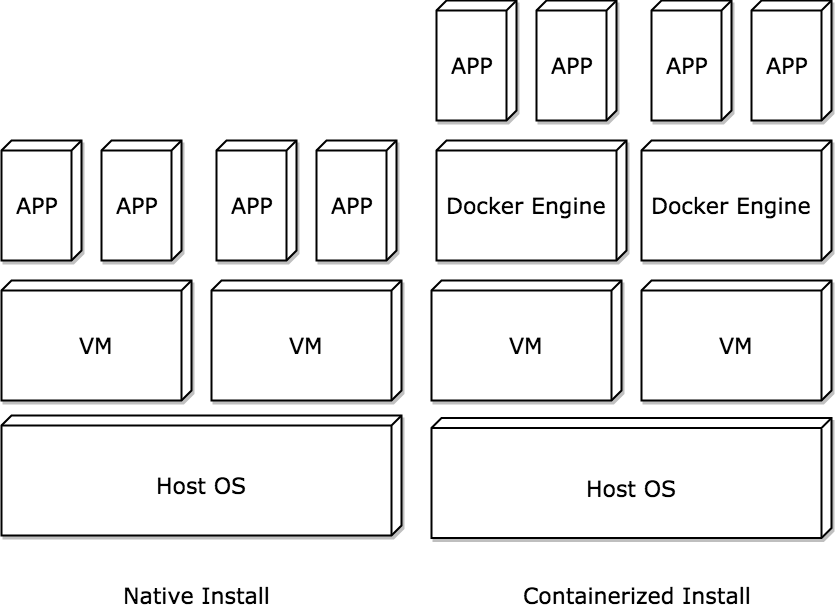 APP APP APP APP
APP APP APP APP
Docker Engine Docker Engine
VM VM VM VM
Host OS Host OS
Native Install Containerized Install